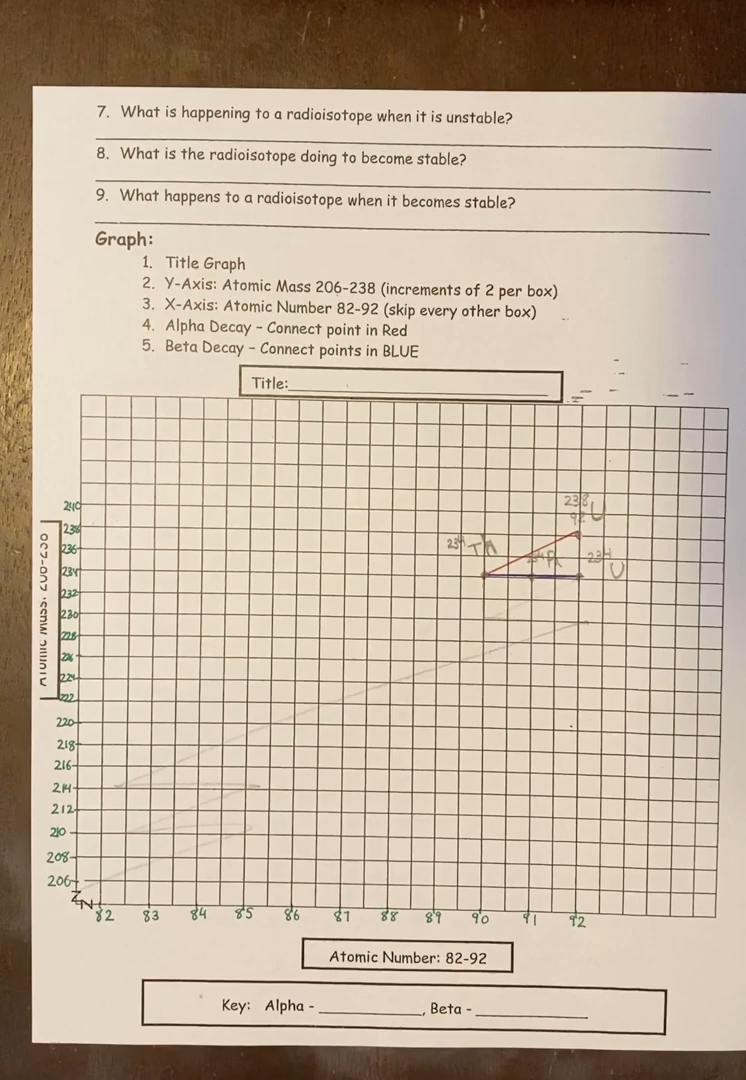 7. What is happening to a radioisotope when it is unstable?
8. What is the radioisotope doing to become stable?
9. What happens to a radioisotope when it becomes stable?
Graph:
1. Title Graph
2. Y-Axis: Atomic Mass 206-238 (increments of 2 per box)
3. X-Axis: Atomic Number 82-92 (skip every other box)
4. Alpha Decay - Connect point in Red
5. Beta Decay - Connect points in BLUE
Title:
240
238
236
234
232
230
228
226
224
222
220
218
216
214
212
210
208
206
Atomic Mass: 206-238
238
92 U
234 Th
234 Pa
234 U
Z
N
82 83 84 85 86 87 88 89 90 91 92
Atomic Number: 82-92
Key: Alpha - , Beta -